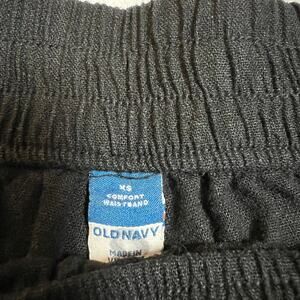 XS
COMFORT
WAISTBAND
OLD NAVY
MADE IN